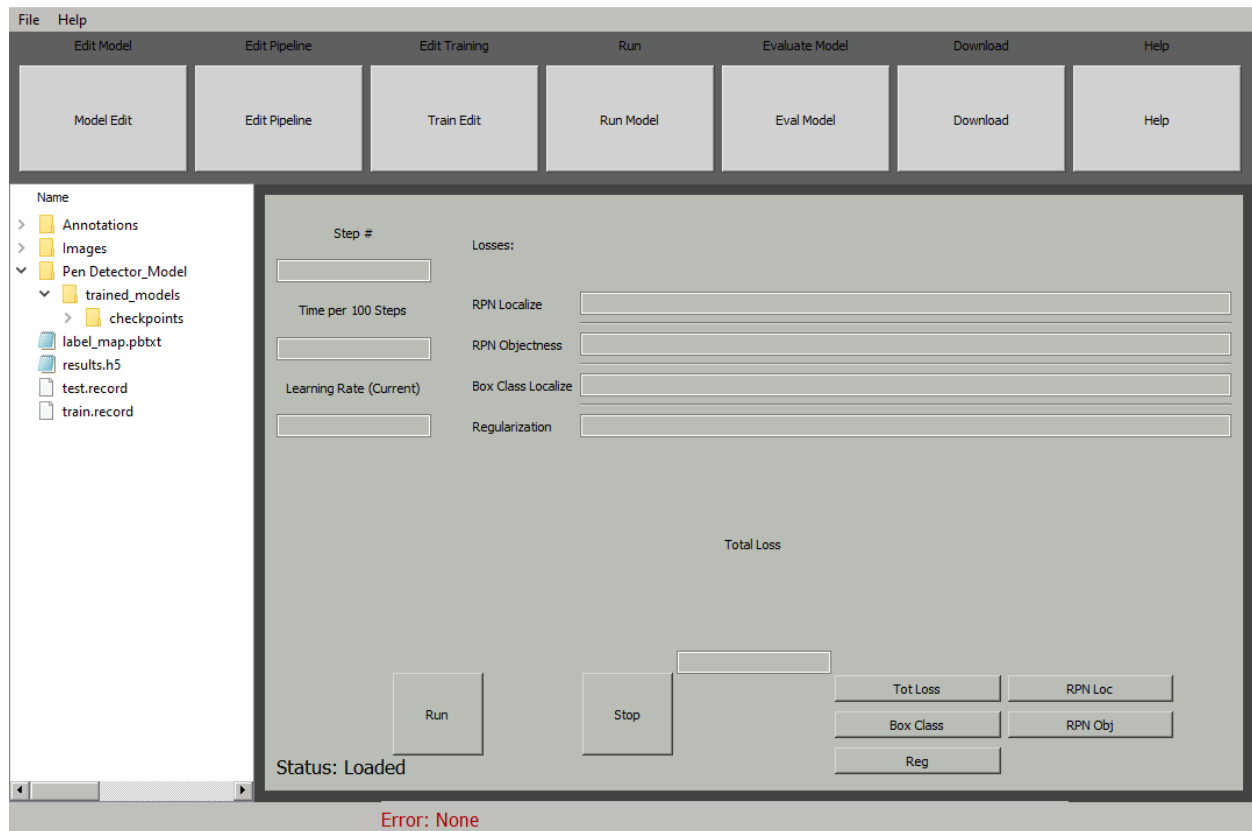 File Help
Edit Model Edit Pipeline Edit Training Run Evaluate Model Download Help
Model Edit Edit Pipeline Train Edit Run Model Eval Model Download Help
Name
Annotations
Images
Pen Detector_Model
trained_models
checkpoints
label_map.pbtxt
results.h5
test.record
train.record
Step #
Time per 100 Steps
Learning Rate (Current)
Losses:
RPN Localize
RPN Objectness
Box Class Localize
Regularization
Total Loss
Run Stop
Tot Loss RPN Loc
Box Class RPN Obj
Reg
Status: Loaded
Error: None